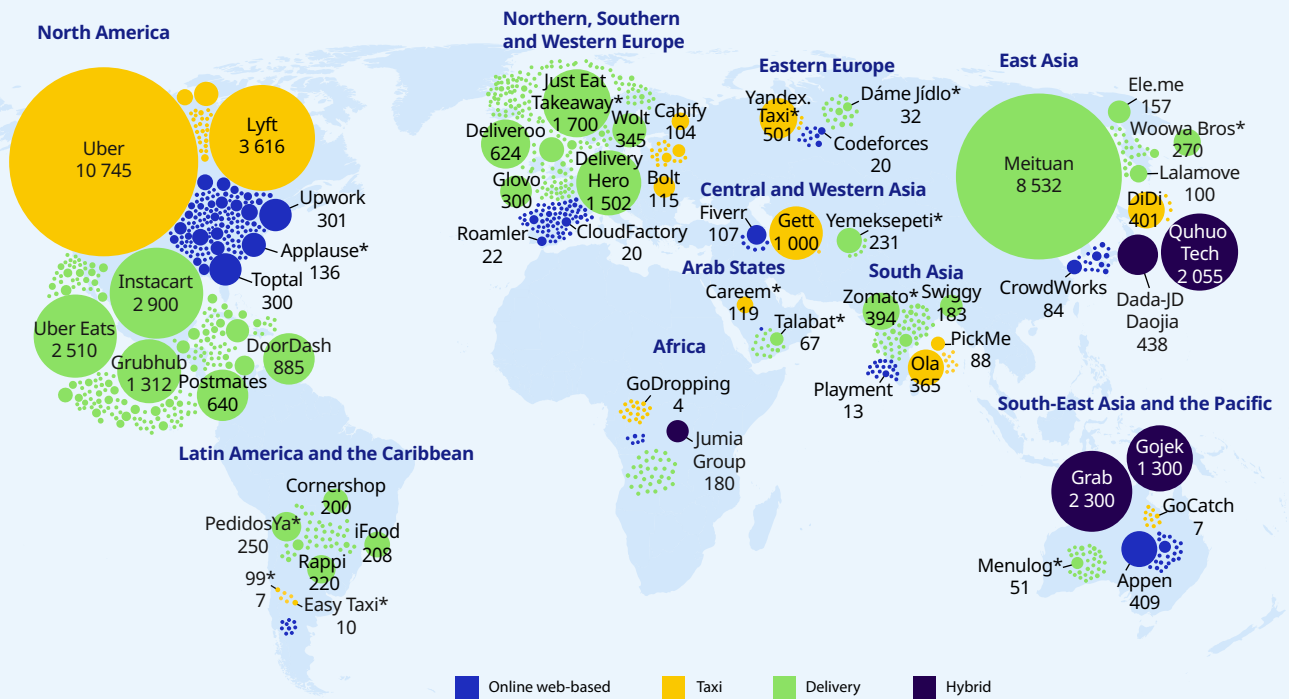 North America
Uber
10 745
Lyft
3 616
Upwork
301
Applause*
136
Toptal
300
Instacart
2 900
Uber Eats
2 510
Grubhub
1 312
DoorDash
885
Postmates
640
Northern, Southern
and Western Europe
Just Eat
Takeaway*
1 700
Wolt
345
Cabify
104
Deliveroo
624
Delivery
Hero
1 502
Bolt
115
Glovo
300
Roamler
22
CloudFactory
20
Eastern Europe
Yandex.
Taxi*
501
Dáme Jídlo*
32
Codeforces
20
Central and Western Asia
Fiverr
107
Gett
1 000
Yemeksepeti*
231
East Asia
Meituan
8 532
Ele.me
157
Woowa Bros*
270
Lalamove
100
DiDi
401
Quhuo
Tech
2 055
CrowdWorks
84
Dada-JD
Daojia
438
Arab States
Careem*
119
Talabat*
67
South Asia
Zomato*
394
Swiggy
183
PickMe
88
Ola
365
Playment
13
Africa
GoDropping
4
Jumia
Group
180
Latin America and the Caribbean
Cornershop
200
PedidosYa*
250
iFood
208
Rappi
220
99*
7
Easy Taxi*
10
South-East Asia and the Pacific
Gojek
1 300
Grab
2 300
GoCatch
7
Menulog*
51
Appen
409
Online web-based
Taxi
Delivery
Hybrid